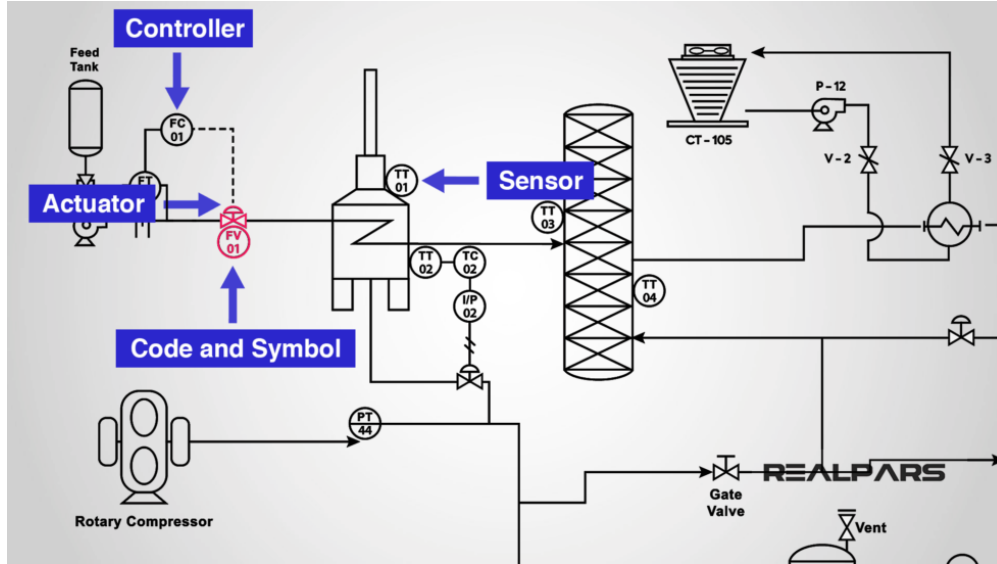 Controller
Feed
Tank
FC
01
FT
Actuator
FV
01
Code and Symbol
TT
01
Sensor
TT
02
TC
02
I/P
02
TT
03
TT
04
CT - 105
P - 12
V - 2
V - 3
PT
44
Rotary Compressor
REALPARS
Gate
Valve
Vent